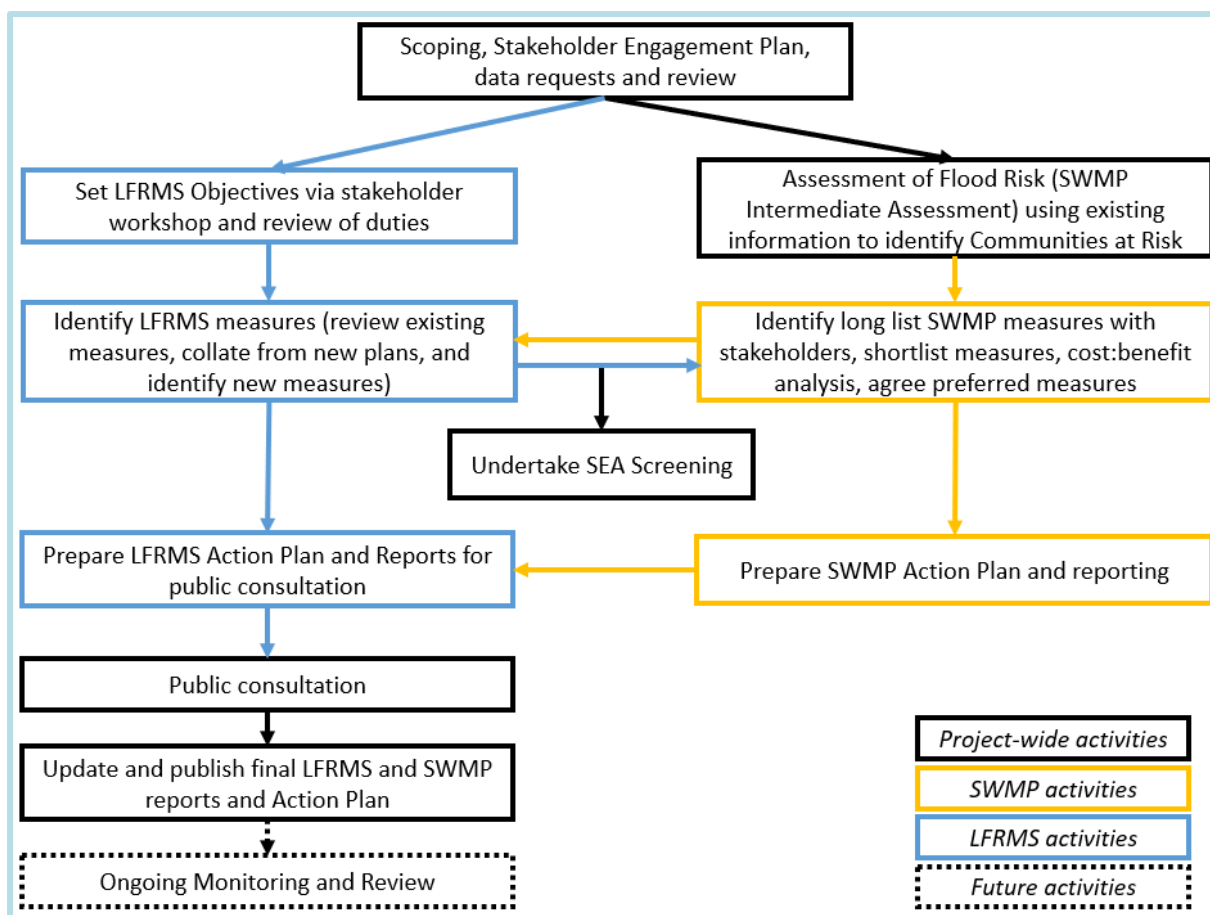 Scoping, Stakeholder Engagement Plan,
data requests and review
Set LFRMS Objectives via stakeholder
workshop and review of duties
Assessment of Flood Risk (SWMP
Intermediate Assessment) using existing
information to identify Communities at Risk
Identify LFRMS measures (review existing
measures, collate from new plans, and
identify new measures)
Identify long list SWMP measures with
stakeholders, shortlist measures, cost:benefit
analysis, agree preferred measures
Undertake SEA Screening
Prepare LFRMS Action Plan and Reports for
public consultation
Prepare SWMP Action Plan and reporting
Public consultation
Update and publish final LFRMS and SWMP
reports and Action Plan
Ongoing Monitoring and Review
Project-wide activities
SWMP activities
LFRMS activities
Future activities